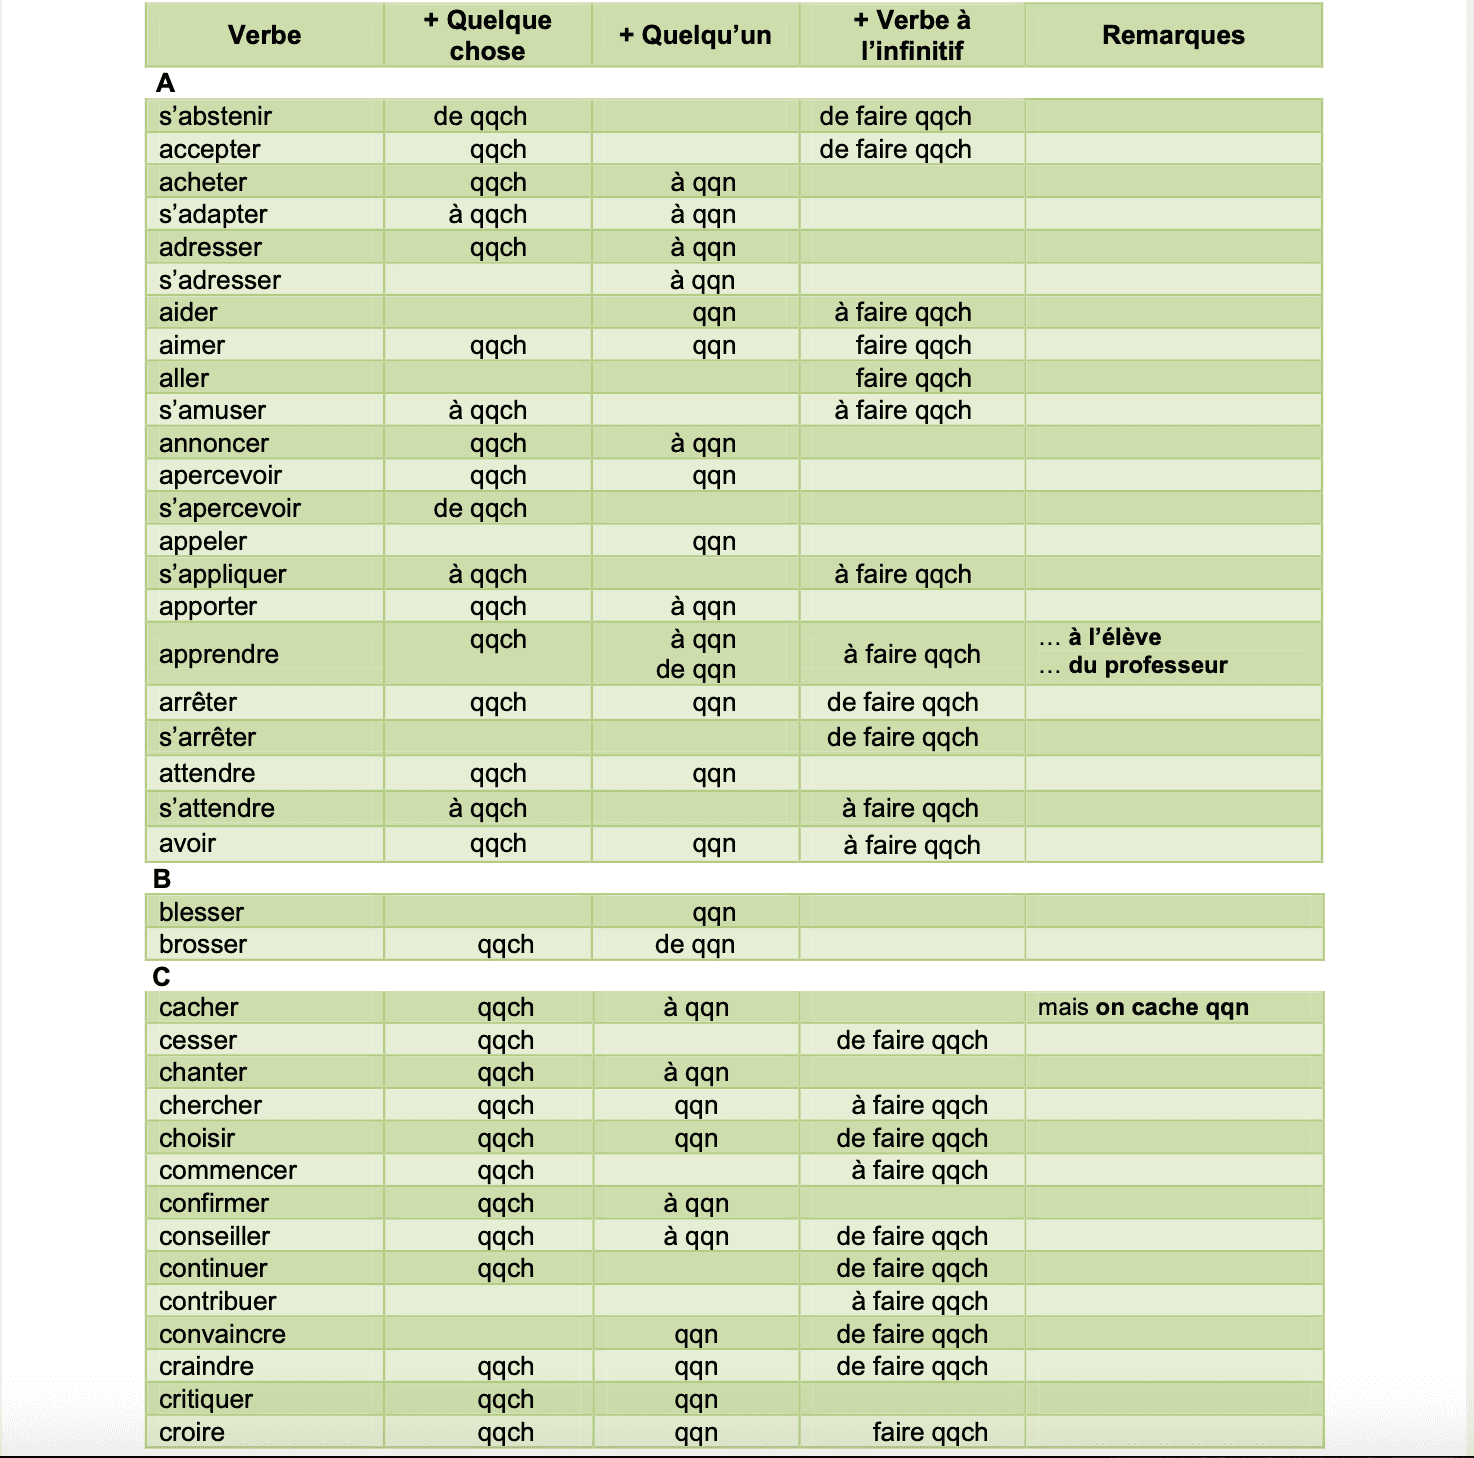 Verbe + Quelque chose + Quelqu’un + Verbe à l’infinitif Remarques
A
s’abstenir de qqch de faire qqch
accepter qqch de faire qqch
acheter qqch à qqn
s’adapter à qqch à qqn
adresser qqch à qqn
s’adresser à qqn
aider qqn à faire qqch
aimer qqch qqn faire qqch
aller faire qqch
s’amuser à qqch à faire qqch
annoncer qqch à qqn
apercevoir qqch qqn
s’apercevoir de qqch
appeler qqn
s’appliquer à qqch à faire qqch
apporter qqch à qqn
apprendre qqch à qqn à faire qqch … à l’élève
de qqn … du professeur
arrêter qqch qqn de faire qqch
s’arrêter de faire qqch
attendre qqch qqn
s’attendre à qqch à faire qqch
avoir qqch qqn à faire qqch
B
blesser qqn
brosser qqch de qqn
C
cacher qqch à qqn mais on cache qqn
cesser qqch de faire qqch
chanter qqch à qqn
chercher qqch qqn à faire qqch
choisir qqch qqn de faire qqch
commencer qqch à faire qqch
confirmer qqch à qqn
conseiller qqch à qqn de faire qqch
continuer qqch de faire qqch
contribuer à faire qqch
convaincre qqn de faire qqch
craindre qqch qqn de faire qqch
critiquer qqch qqn
croire qqch qqn faire qqch